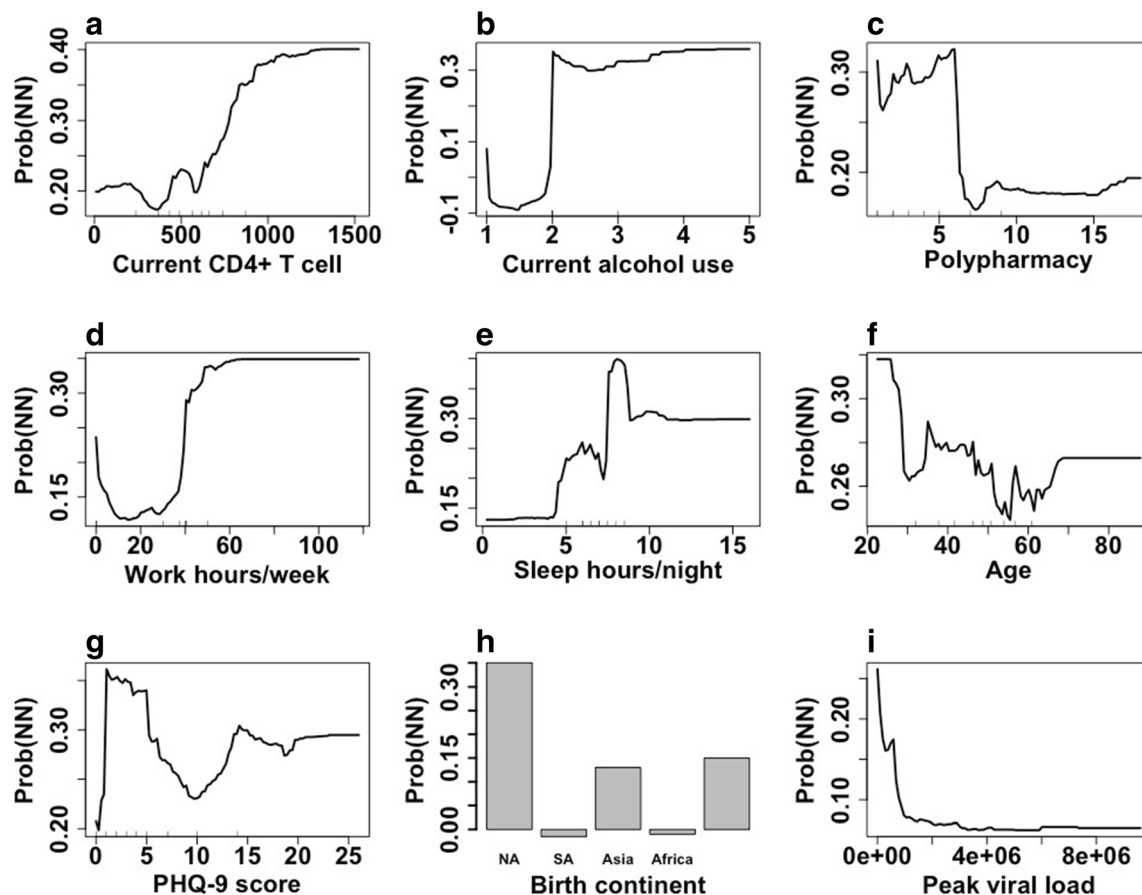 a
Prob(NN)
0.40
0.30
0.20
0 500 1000 1500
Current CD4+ T cell
b
Prob(NN)
0.3
0.1
-0.1
1 2 3 4 5
Current alcohol use
c
Prob(NN)
0.30
0.20
5 10 15
Polypharmacy
d
Prob(NN)
0.30
0.15
0 20 60 100
Work hours/week
e
Prob(NN)
0.30
0.15
0 5 10 15
Sleep hours/night
f
Prob(NN)
0.30
0.26
20 40 60 80
Age
g
Prob(NN)
0.30
0.20
0 5 10 15 20 25
PHQ-9 score
h
Prob(NN)
0.30
0.15
0.00
NA SA Asia Africa
Birth continent
i
Prob(NN)
0.20
0.10
0e+00 4e+06 8e+06
Peak viral load